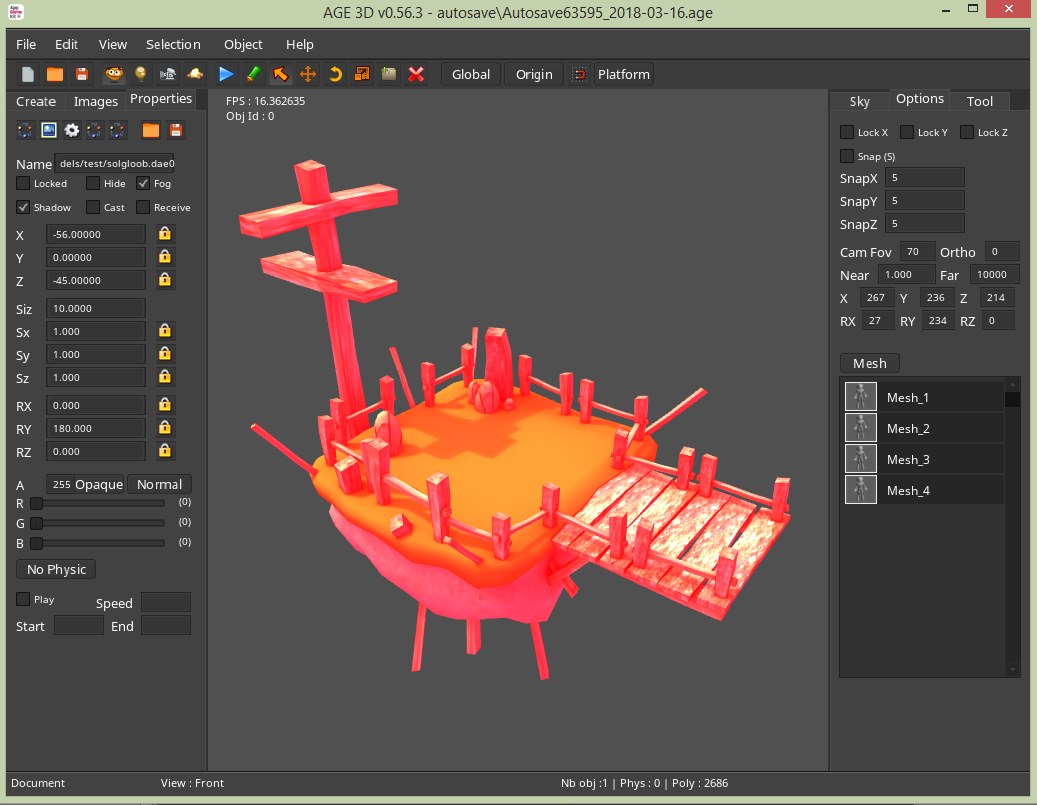 AGE 3D v0.56.3 - autosave\Autosave63595_2018-03-16.age
File Edit View Selection Object Help
Global Origin Platform
Create Images Properties
FPS : 16.362635
Obj Id : 0
Sky Options Tool
Name dels/test/solgloob.dae0
Locked Hide Fog
Shadow Cast Receive
X -56.00000
Y 0.00000
Z -45.00000
Siz 10.0000
Sx 1.000
Sy 1.000
Sz 1.000
RX 0.000
RY 180.000
RZ 0.000
A 255 Opaque Normal
R (0)
G (0)
B (0)
No Physic
Play Speed
Start End
Lock X Lock Y Lock Z
Snap (S)
SnapX 5
SnapY 5
SnapZ 5
Cam Fov 70 Ortho 0
Near 1.000 Far 10000
X 267 Y 236 Z 214
RX 27 RY 234 RZ 0
Mesh
Mesh_1
Mesh_2
Mesh_3
Mesh_4
Document View : Front Nb obj :1 | Phys : 0 | Poly : 2686